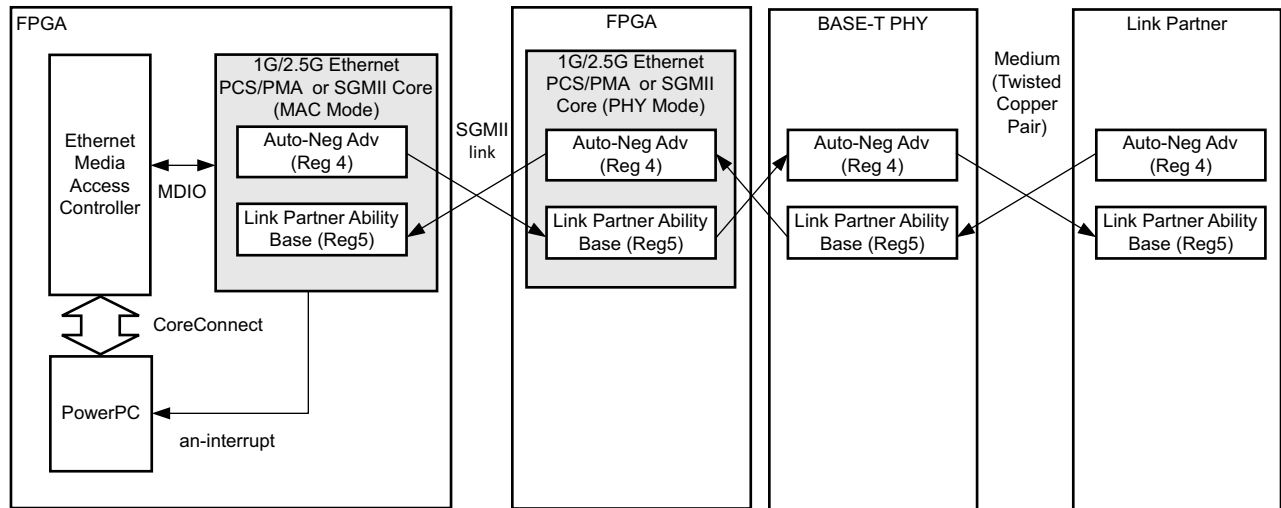 FPGA
1G/2.5G Ethernet
PCS/PMA or SGMII Core
(MAC Mode)
Auto-Neg Adv
(Reg 4)
Link Partner Ability
Base (Reg5)
Ethernet
Media
Access
Controller
MDIO
CoreConnect
PowerPC
an-interrupt
SGMII
link
FPGA
1G/2.5G Ethernet
PCS/PMA or SGMII
Core (PHY Mode)
Auto-Neg Adv
(Reg 4)
Link Partner Ability
Base (Reg5)
BASE-T PHY
Auto-Neg Adv
(Reg 4)
Link Partner Ability
Base (Reg5)
Medium
(Twisted
Copper
Pair)
Link Partner
Auto-Neg Adv
(Reg 4)
Link Partner Ability
Base (Reg5)